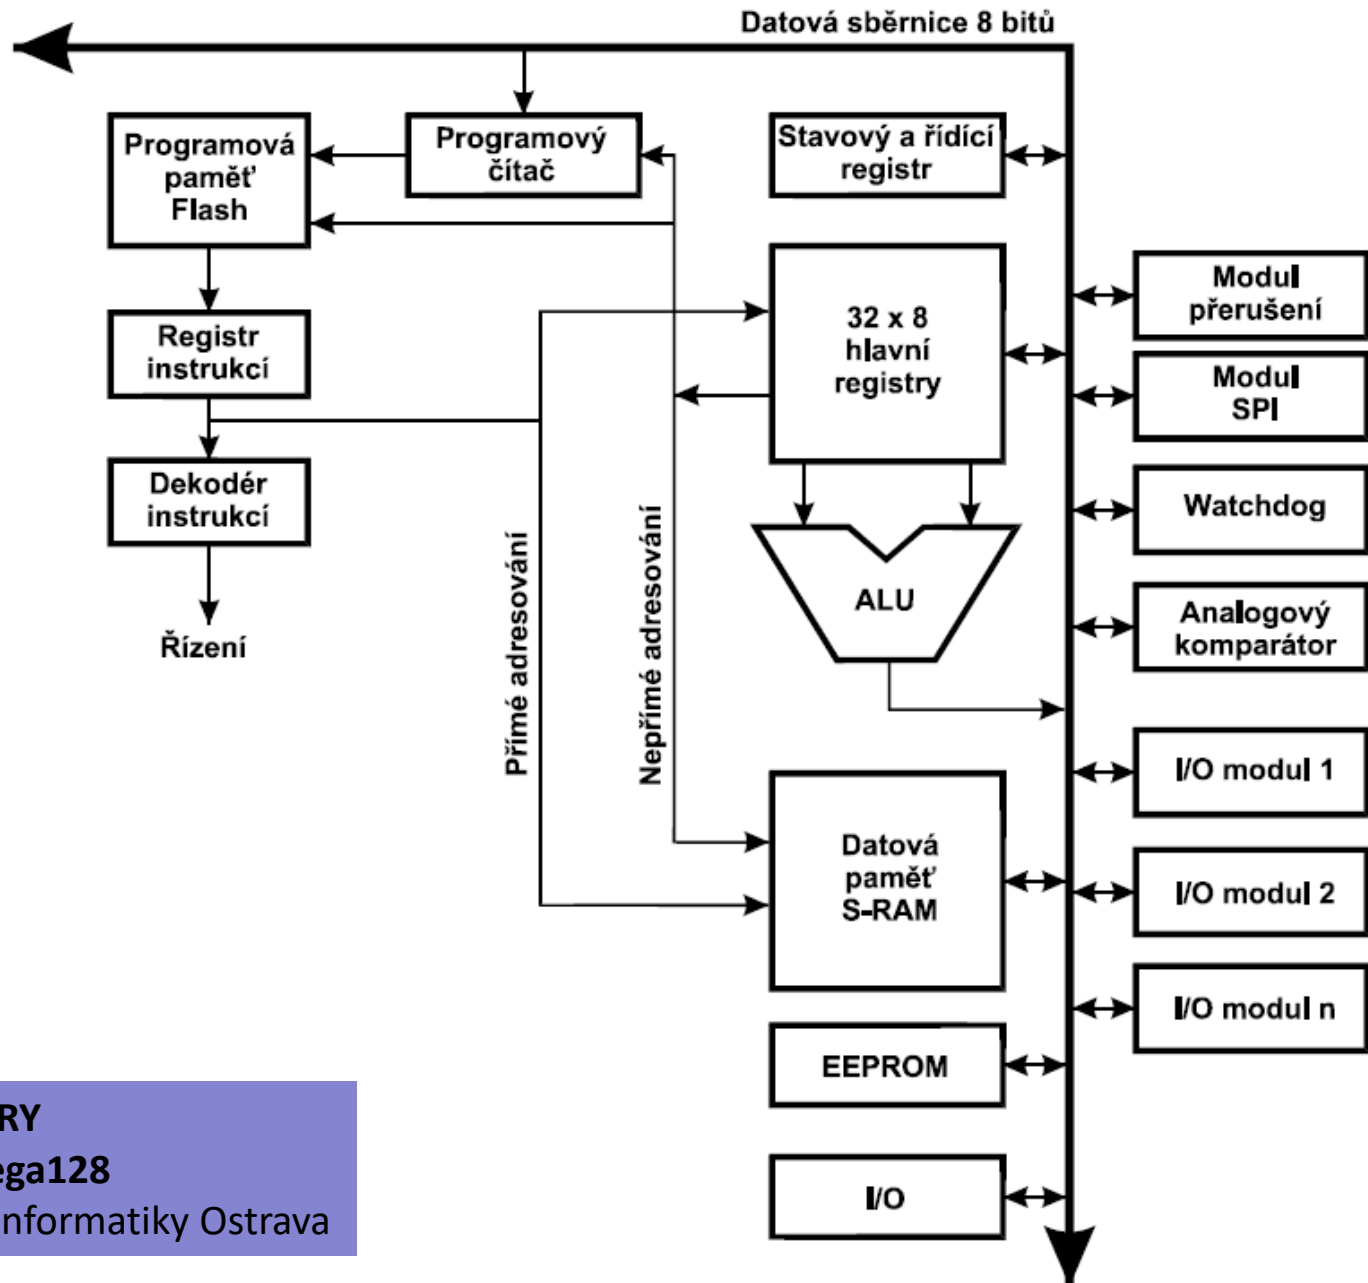 Datová sběrnice 8 bitů
Programová
paměť
Flash
Programový
čítač
Stavový a řídící
registr
Registr
instrukcí
Dekodér
instrukcí
Řízení
Přímé adresování
Nepřímé adresování
32 x 8
hlavní
registry
ALU
Datová
paměť
S-RAM
EEPROM
I/O
Modul
přerušení
Modul
SPI
Watchdog
Analogový
komparátor
I/O modul 1
I/O modul 2
I/O modul n
RY
ega128
nformatiky Ostrava